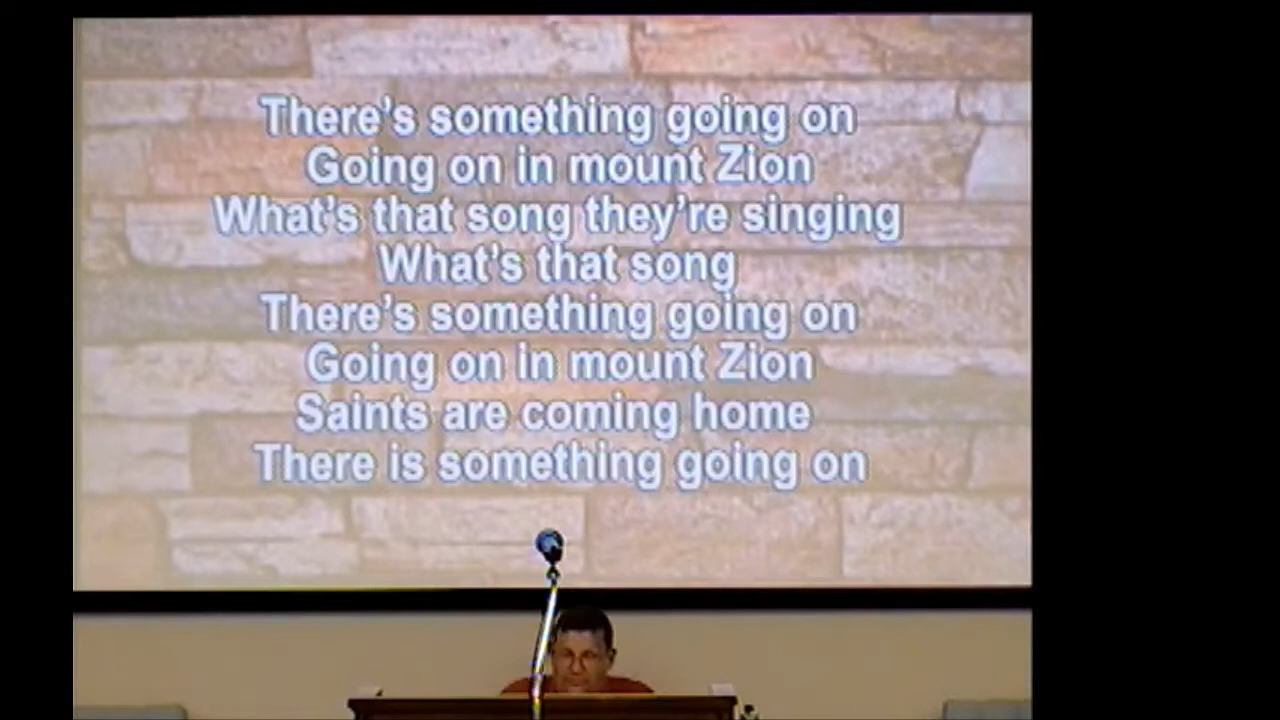 There's something going on
Going on in mount Zion
What's that song they're singing
What's that song
There's something going on
Going on in mount Zion
Saints are coming home
There is something going on